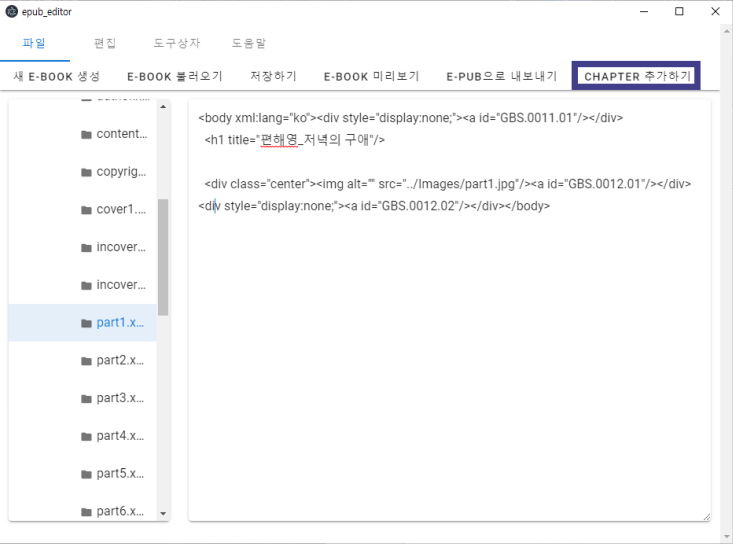 epub_editor
파일 편집 도구상자 도움말
새 E-BOOK 생성 E-BOOK 불러오기 저장하기 E-BOOK 미리보기 E-PUB으로 내보내기 CHAPTER 추가하기
content...
copyrig...
cover1....
incover...
incover...
part1.x...
part2.x...
part3.x...
part4.x...
part5.x...
part6.x...
<body xml:lang="ko"><div style="display:none;"><a id="GBS.0011.01"/></div>
<h1 title="편해영_저녁의 구애"/>
<div class="center"><img alt="" src="../Images/part1.jpg"/><a id="GBS.0012.01"/></div>
<div style="display:none;"><a id="GBS.0012.02"/></div></body>